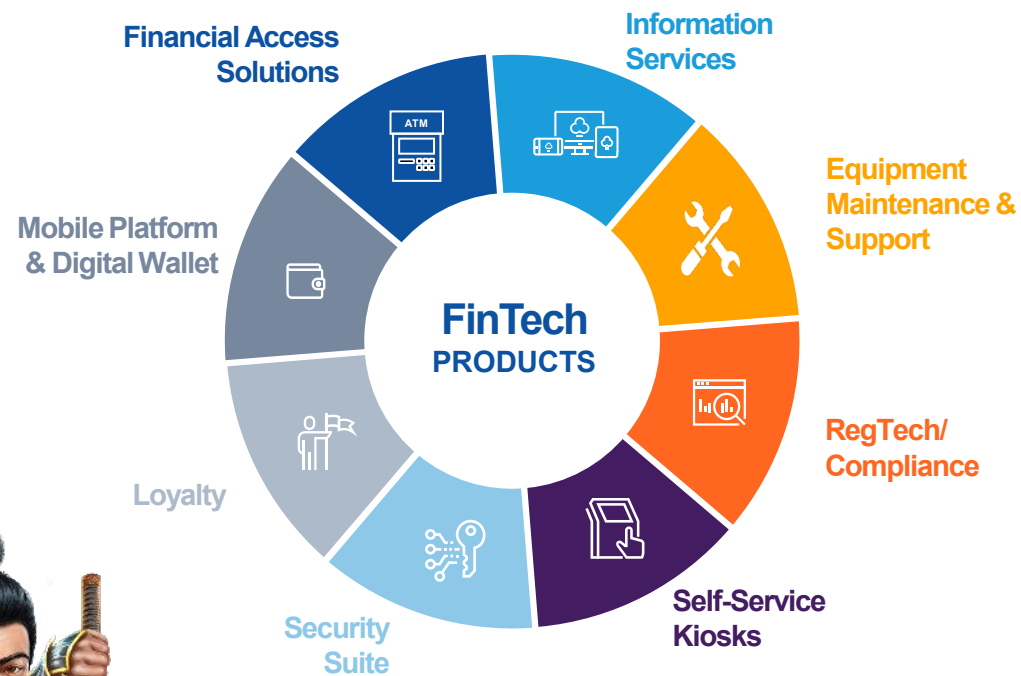 Financial Access
Solutions
Information
Services
ATM
Equipment
Maintenance &
Support
Mobile Platform
& Digital Wallet
FinTech
PRODUCTS
RegTech/
Compliance
Loyalty
Self-Service
Kiosks
Security
Suite